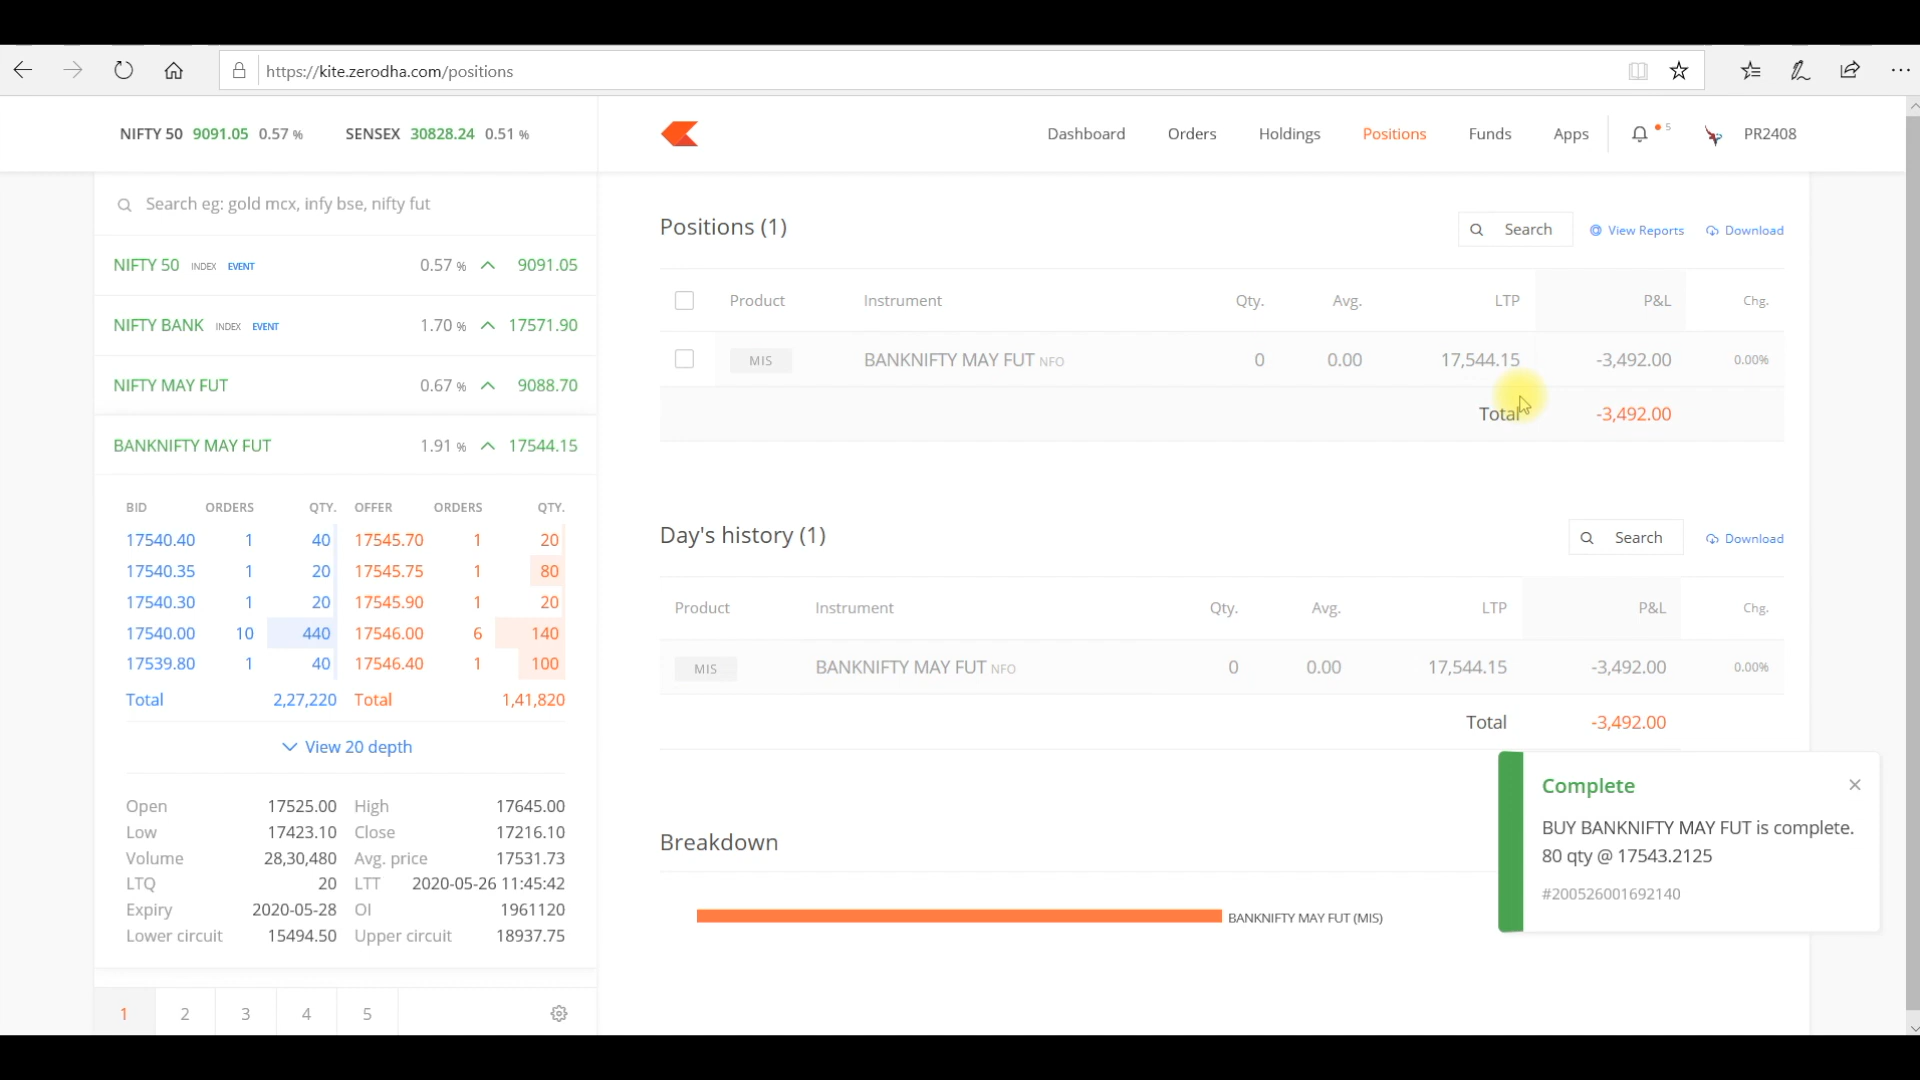 https://kite.zerodha.com/positions
NIFTY 50 9091.05 0.57 % SENSEX 30828.24 0.51 %
Dashboard Orders Holdings Positions Funds Apps 5 PR2408
Search eg: gold mcx, infy bse, nifty fut
NIFTY 50 INDEX EVENT 0.57 % 9091.05
NIFTY BANK INDEX EVENT 1.70 % 17571.90
NIFTY MAY FUT 0.67 % 9088.70
BANKNIFTY MAY FUT 1.91 % 17544.15
BID ORDERS QTY. OFFER ORDERS QTY.
17540.40 1 40 17545.70 1 20
17540.35 1 20 17545.75 1 80
17540.30 1 20 17545.90 1 20
17540.00 10 440 17546.00 6 140
17539.80 1 40 17546.40 1 100
Total 2,27,220 Total 1,41,820
View 20 depth
Open 17525.00 High 17645.00
Low 17423.10 Close 17216.10
Volume 28,30,480 Avg. price 17531.73
LTQ 20 LTT 2020-05-26 11:45:42
Expiry 2020-05-28 OI 1961120
Lower circuit 15494.50 Upper circuit 18937.75
1 2 3 4 5
Positions (1) Search View Reports Download
Product Instrument Qty. Avg. LTP P&L Chg.
MIS BANKNIFTY MAY FUT NFO 0 0.00 17,544.15 -3,492.00 0.00%
Total -3,492.00
Day's history (1) Search Download
Product Instrument Qty. Avg. LTP P&L Chg.
MIS BANKNIFTY MAY FUT NFO 0 0.00 17,544.15 -3,492.00 0.00%
Total -3,492.00
Breakdown
BANKNIFTY MAY FUT (MIS)
Complete
BUY BANKNIFTY MAY FUT is complete.
80 qty @ 17543.2125
#200526001692140